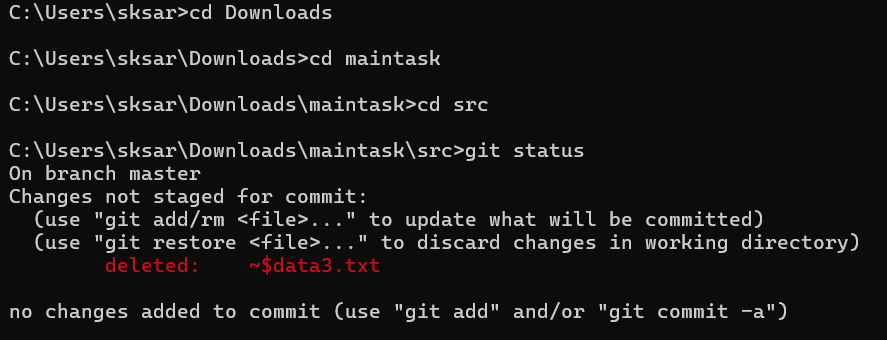 C:\Users\sksar>cd Downloads
C:\Users\sksar\Downloads>cd maintask
C:\Users\sksar\Downloads\maintask>cd src
C:\Users\sksar\Downloads\maintask\src>git status
On branch master
Changes not staged for commit:
  (use "git add/rm <file>..." to update what will be committed)
  (use "git restore <file>..." to discard changes in working directory)
        deleted:    ~$data3.txt
no changes added to commit (use "git add" and/or "git commit -a")